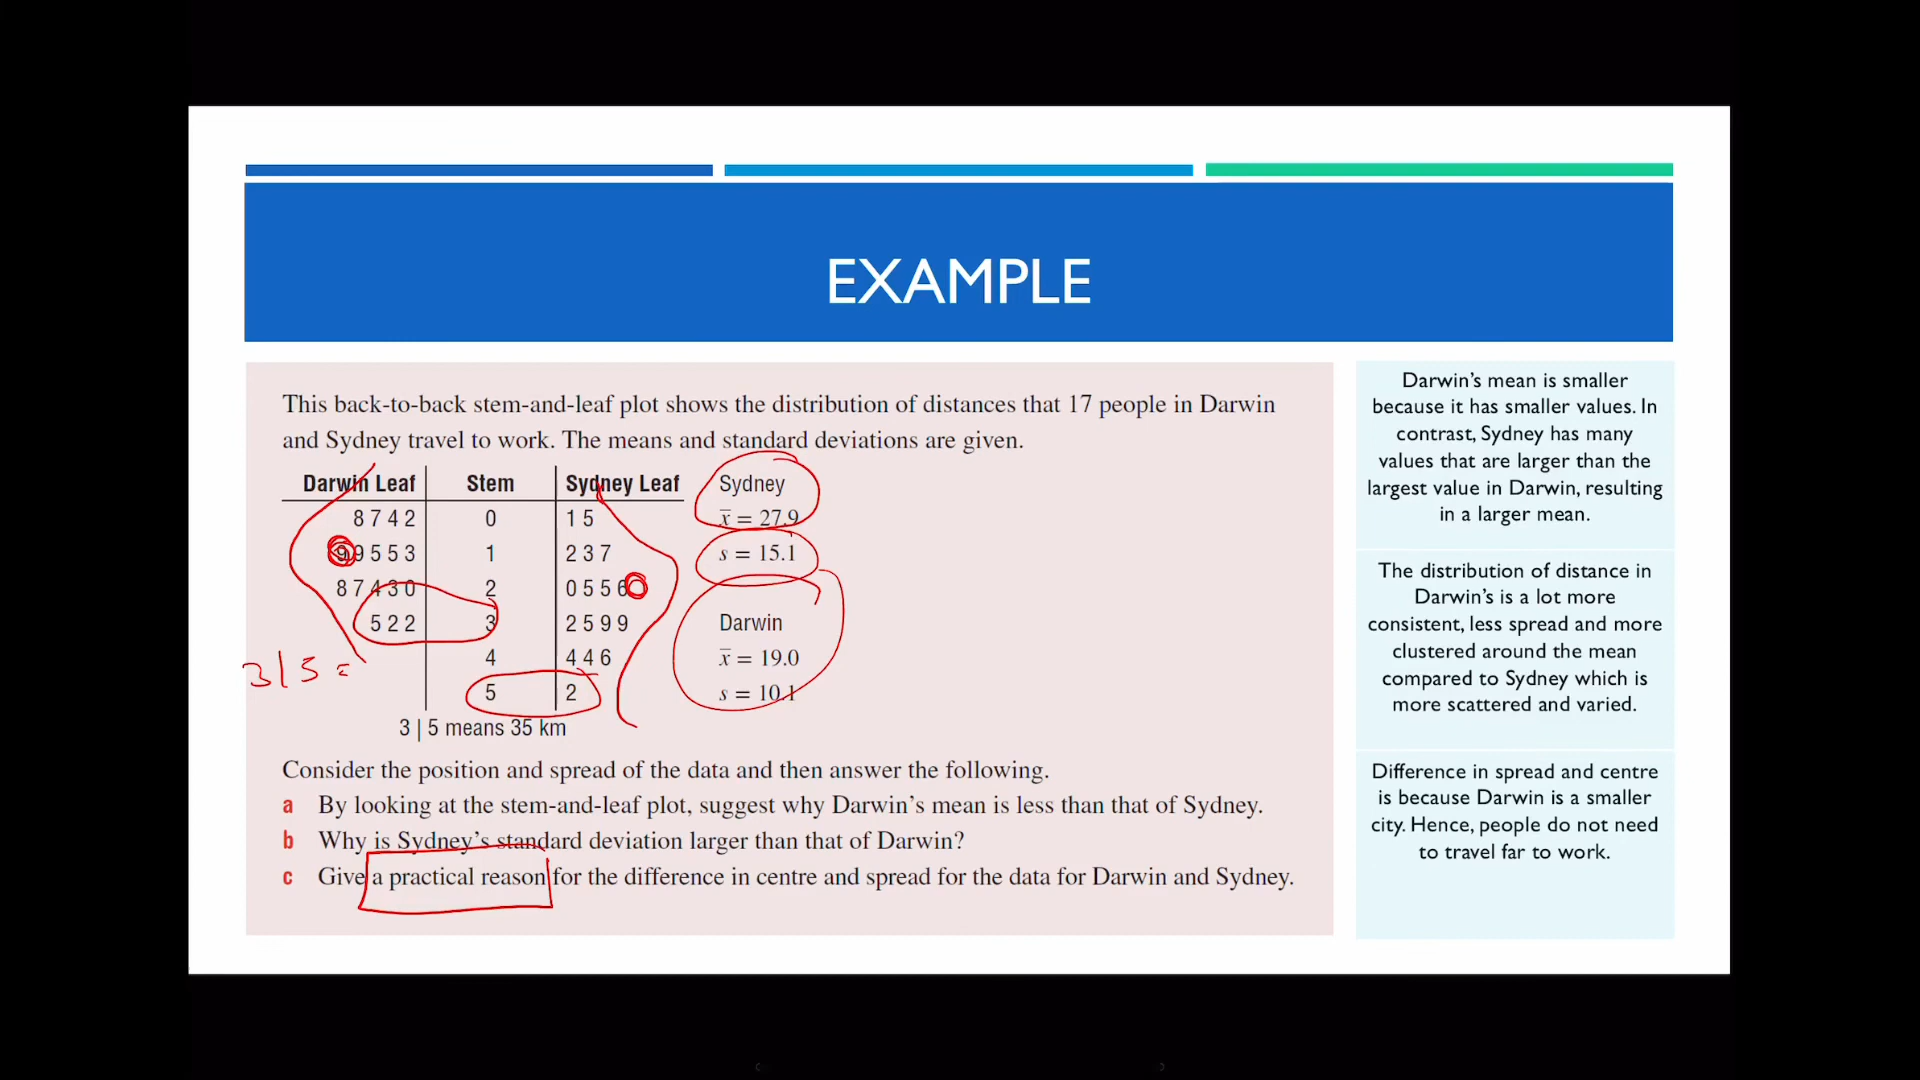 EXAMPLE
This back-to-back stem-and-leaf plot shows the distribution of distances that 17 people in Darwin
and Sydney travel to work. The means and standard deviations are given.
Darwin Leaf Stem Sydney Leaf
8 7 4 2 0 1 5
9 9 5 5 3 1 2 3 7
8 7 4 3 0 2 0 5 5 6
5 2 2 3 2 5 9 9
4 4 4 6
5 2
3 | 5 means 35 km
3 | 5 =
Sydney
x̄ = 27.9
s = 15.1
Darwin
x̄ = 19.0
s = 10.1
Consider the position and spread of the data and then answer the following.
a By looking at the stem-and-leaf plot, suggest why Darwin's mean is less than that of Sydney.
b Why is Sydney's standard deviation larger than that of Darwin?
c Give a practical reason for the difference in centre and spread for the data for Darwin and Sydney.
Darwin's mean is smaller
because it has smaller values. In
contrast, Sydney has many
values that are larger than the
largest value in Darwin, resulting
in a larger mean.
The distribution of distance in
Darwin's is a lot more
consistent, less spread and more
clustered around the mean
compared to Sydney which is
more scattered and varied.
Difference in spread and centre
is because Darwin is a smaller
city. Hence, people do not need
to travel far to work.